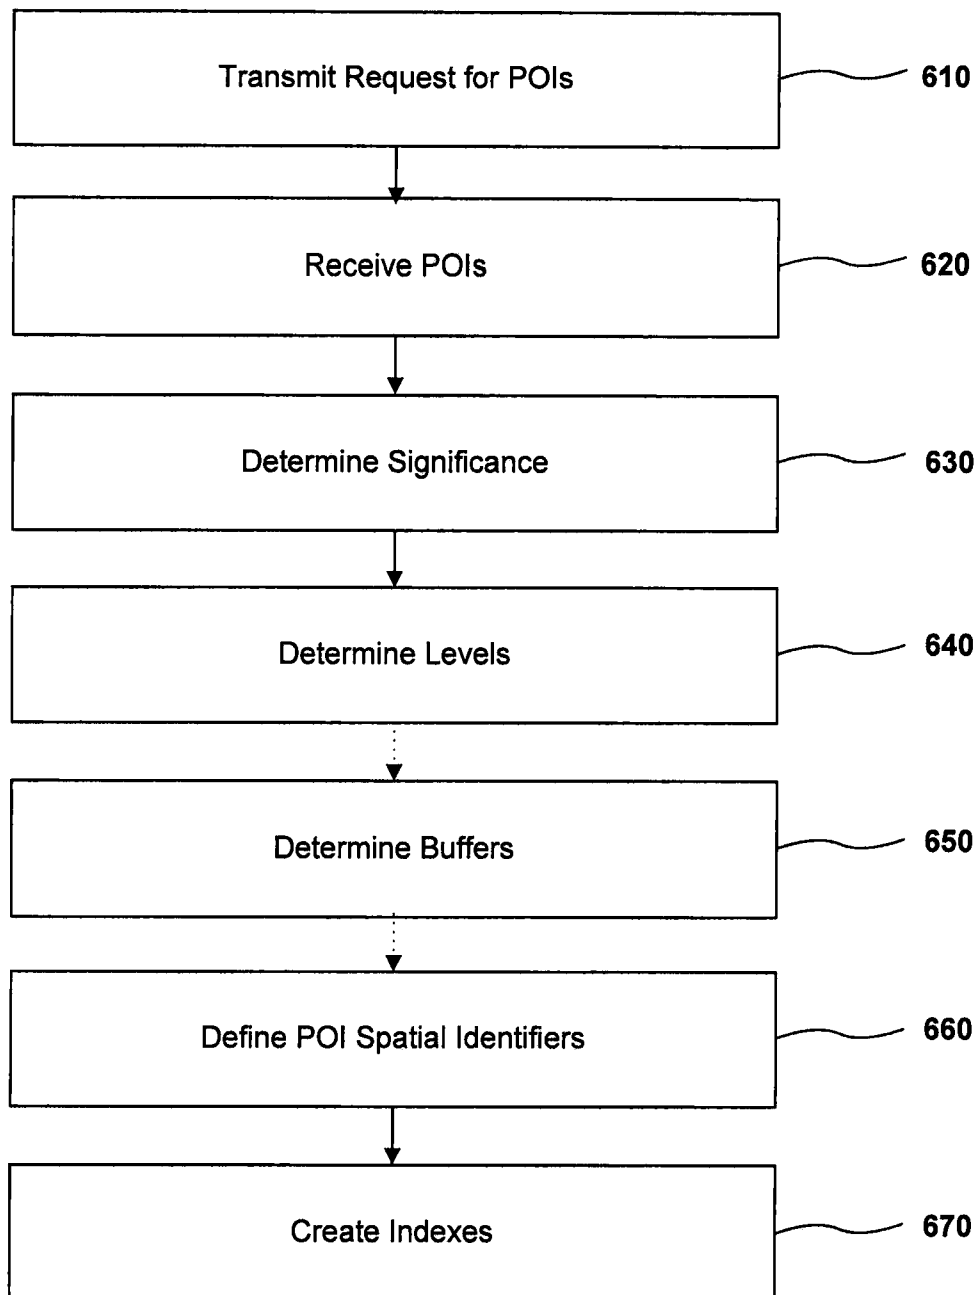 Transmit Request for POIs
610
Receive POIs
620
Determine Significance
630
Determine Levels
640
Determine Buffers
650
Define POI Spatial Identifiers
660
Create Indexes
670